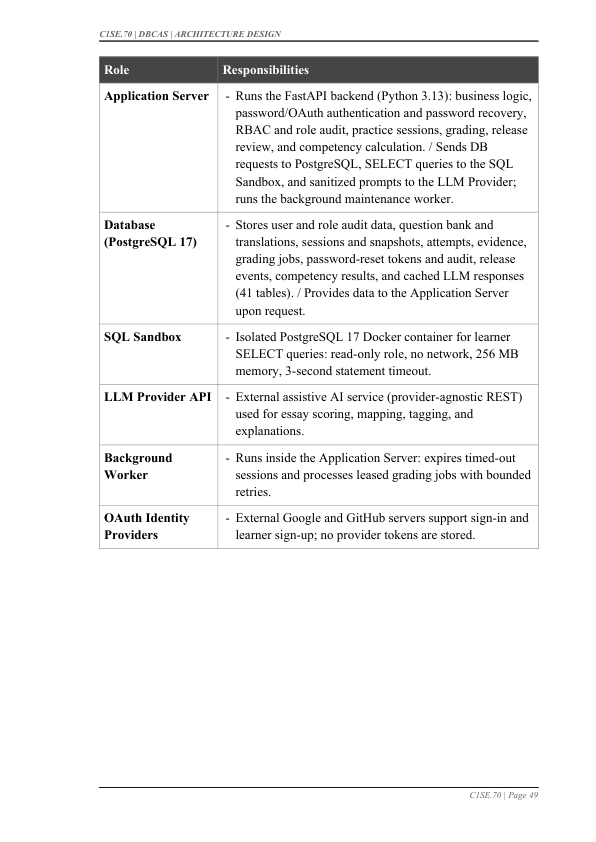 C1SE.70 | DBCAS | ARCHITECTURE DESIGN
Role Responsibilities
Application Server - Runs the FastAPI backend (Python 3.13): business logic,
password/OAuth authentication and password recovery,
RBAC and role audit, practice sessions, grading, release
review, and competency calculation. / Sends DB
requests to PostgreSQL, SELECT queries to the SQL
Sandbox, and sanitized prompts to the LLM Provider;
runs the background maintenance worker.
Database - Stores user and role audit data, question bank and
(PostgreSQL 17) translations, sessions and snapshots, attempts, evidence,
grading jobs, password-reset tokens and audit, release
events, competency results, and cached LLM responses
(41 tables). / Provides data to the Application Server
upon request.
SQL Sandbox - Isolated PostgreSQL 17 Docker container for learner
SELECT queries: read-only role, no network, 256 MB
memory, 3-second statement timeout.
LLM Provider API - External assistive AI service (provider-agnostic REST)
used for essay scoring, mapping, tagging, and
explanations.
Background - Runs inside the Application Server: expires timed-out
Worker sessions and processes leased grading jobs with bounded
retries.
OAuth Identity - External Google and GitHub servers support sign-in and
Providers learner sign-up; no provider tokens are stored.
C1SE.70 | Page 49